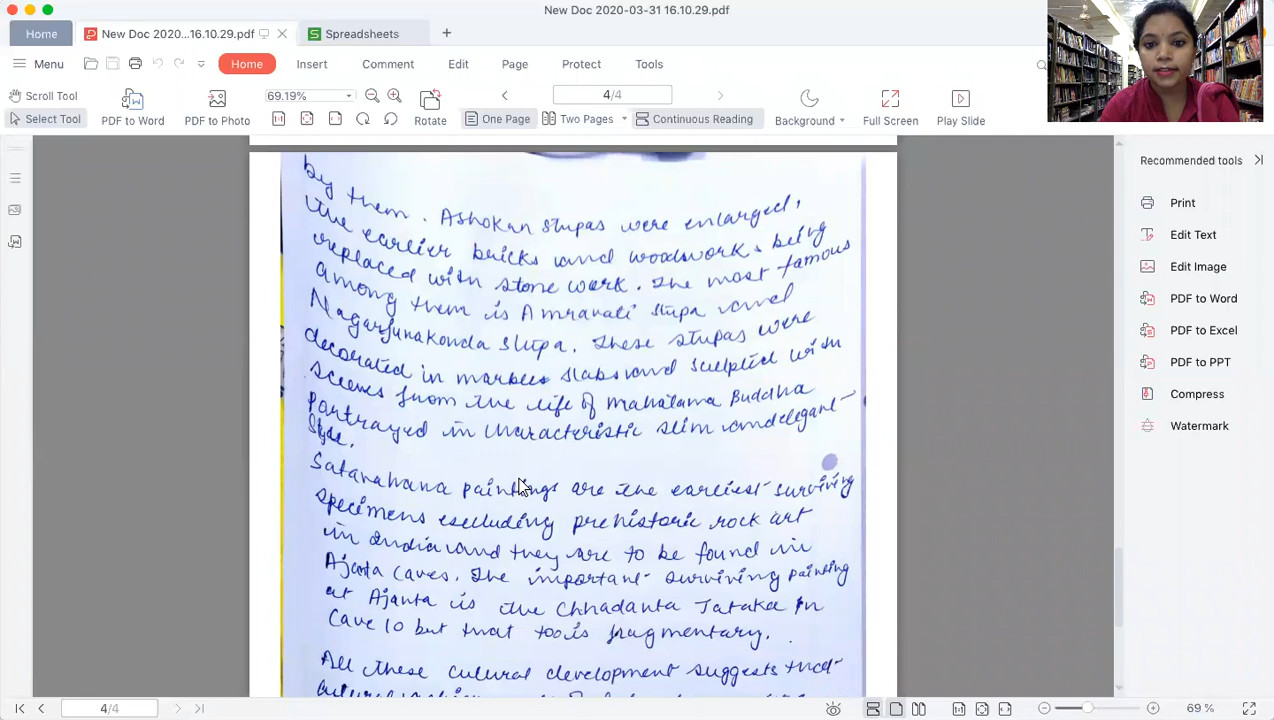 New Doc 2020-03-31 16.10.29.pdf
Home
New Doc 2020...16.10.29.pdf
Spreadsheets
Menu
Home
Insert
Comment
Edit
Page
Protect
Tools
Scroll Tool
69.19%
4/4
Select Tool
PDF to Word
PDF to Photo
Rotate
One Page
Two Pages
Continuous Reading
Background
Full Screen
Play Slide
by them. Ashokan stupas were enlarged,
the earlier bricks and woodwork being
replaced with stone work. The most famous
among them is Amravati stupa and
Nagarjunakonda stupa. These stupas were
decorated in marbles slabs and sculpted with
scenes from the life of mahatama Buddha
portrayed in characteristic slim and elegant
style.
Satavahana paintings are the earliest surviving
specimens excluding prehistoric rock art
in India and they are to be found in
Ajanta caves. The important surviving painting
at Ajanta is the Chhadanta Jataka in
Cave 10 but that too is fragmentary.
All these cultural development suggests that
Recommended tools
Print
Edit Text
Edit Image
PDF to Word
PDF to Excel
PDF to PPT
Compress
Watermark
4/4
69 %